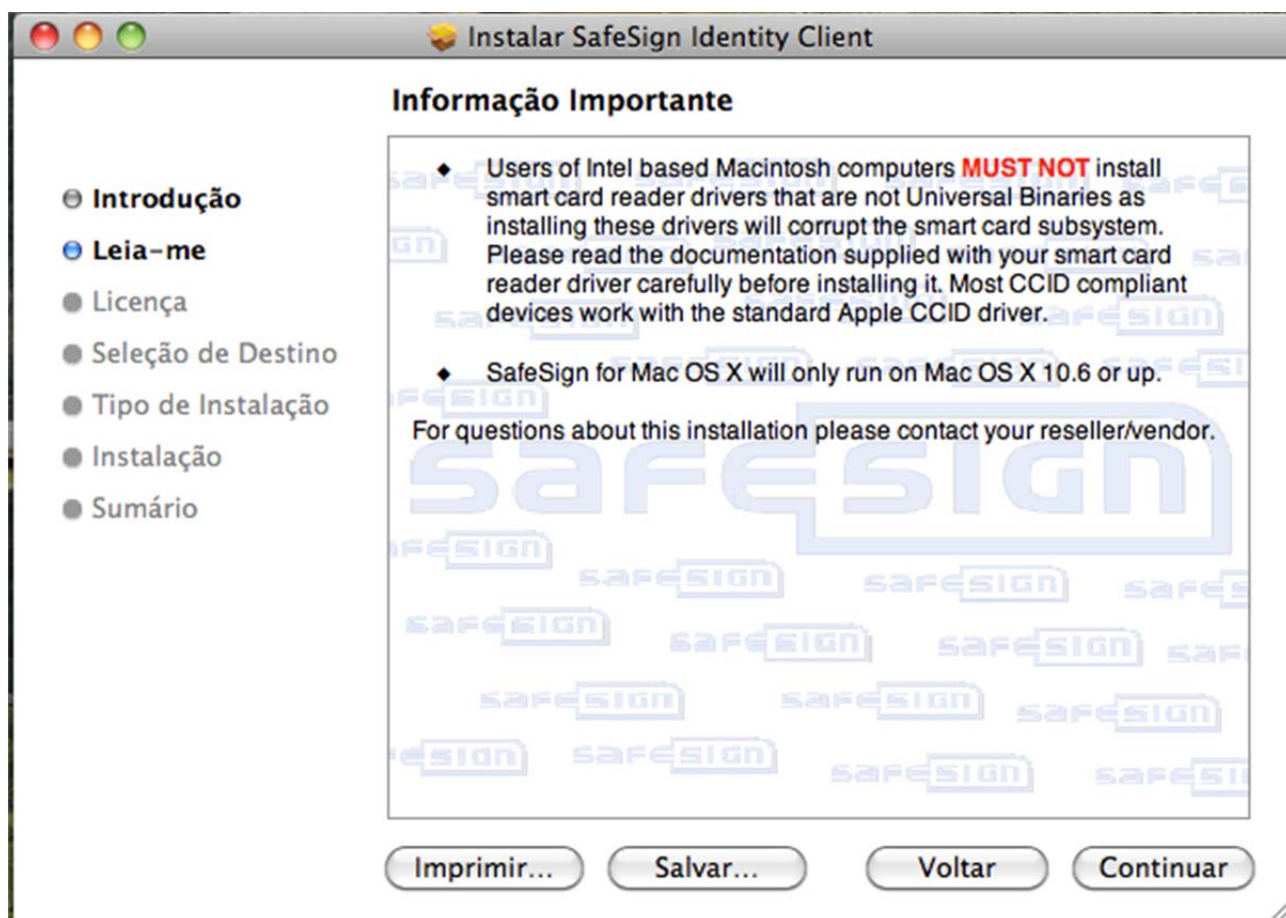 Instalar SafeSign Identity Client
Informação Importante
Introdução
Leia-me
Licença
Seleção de Destino
Tipo de Instalação
Instalação
Sumário
◆ Users of Intel based Macintosh computers MUST NOT install
smart card reader drivers that are not Universal Binaries as
installing these drivers will corrupt the smart card subsystem.
Please read the documentation supplied with your smart card
reader driver carefully before installing it. Most CCID compliant
devices work with the standard Apple CCID driver.
◆ SafeSign for Mac OS X will only run on Mac OS X 10.6 or up.
For questions about this installation please contact your reseller/vendor.
safesign
Imprimir... Salvar... Voltar Continuar